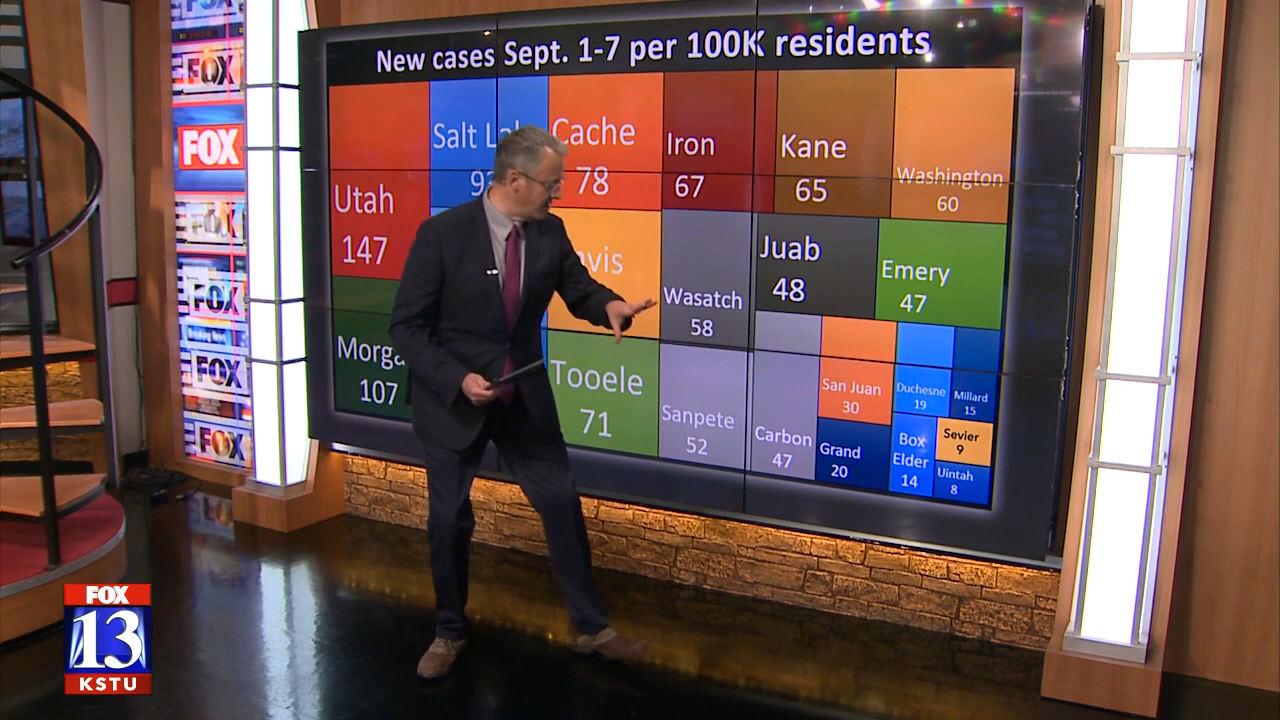 New cases Sept. 1-7 per 100K residents
Utah
147
Salt
Cache
78
Iron
67
Kane
65
Washington
60
Wasatch
58
Juab
48
Emery
47
107
Tooele
71
Sanpete
52
Carbon
47
San Juan
30
Grand
20
Duchesne
19
Millard
15
Box
Elder
14
Sevier
9
Uintah
8
FOX
FOX
FOX
FOX
FOX
FOX
13
KSTU